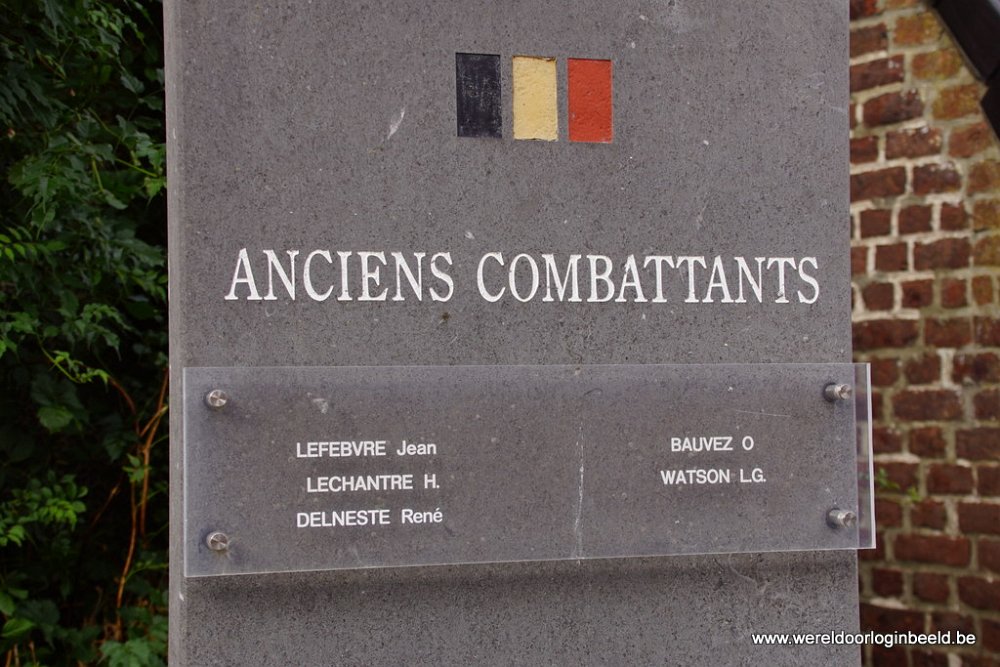 ANCIENS COMBATTANTS
LEFEBVRE Jean
LECHANTRE H.
DELNESTE René
BAUVEZ O
WATSON L.G.
www.wereldoorloginbeeld.be